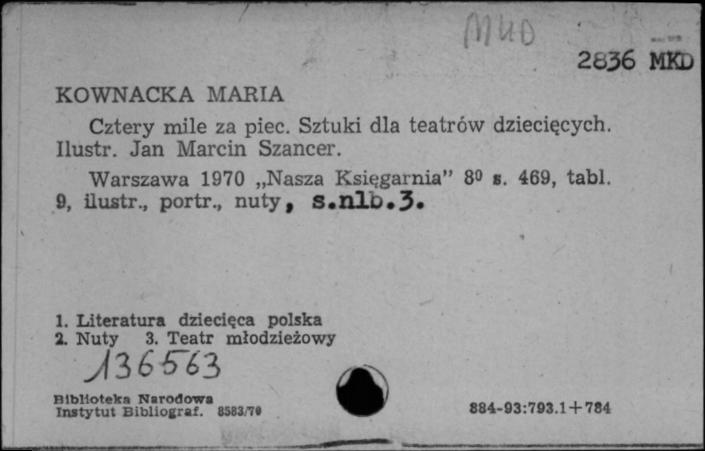 MKD
2836 MKD
KOWNACKA MARIA
Cztery mile za piec. Sztuki dla teatrów dziecięcych.
Ilustr. Jan Marcin Szancer.
Warszawa 1970 „Nasza Księgarnia” 8⁰ s. 469, tabl.
9, ilustr., portr., nuty, s.nlb.3.
1. Literatura dziecięca polska
2. Nuty 3. Teatr młodzieżowy
136563
Biblioteka Narodowa
Instytut Bibliograf. 8583/70
884-93:793.1+784